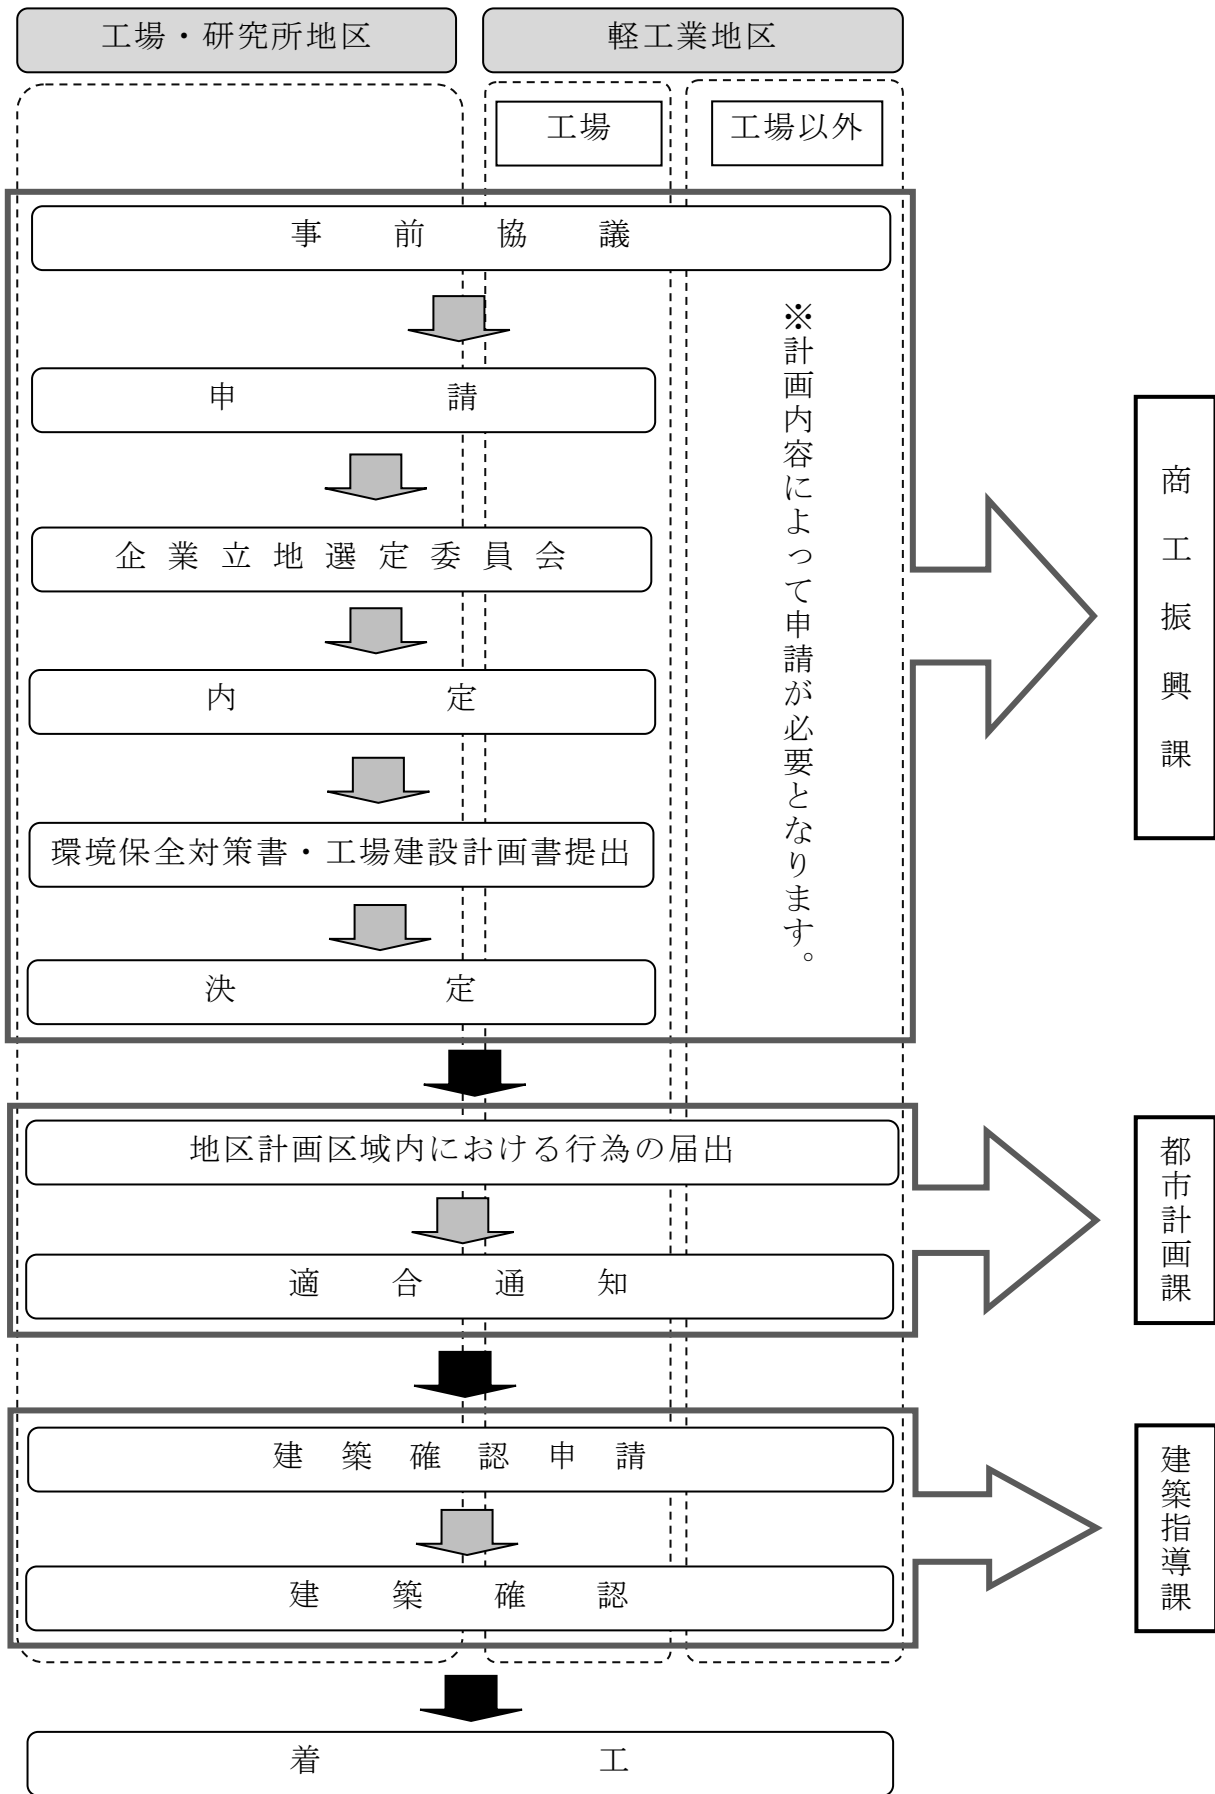 工場・研究所地区
軽工業地区
工場
工場以外
事前協議
申請
企業立地選定委員会
内定
環境保全対策書・工場建設計画書提出
決定
※計画内容によって申請が必要となります。
商工振興課
地区計画区域内における行為の届出
適合通知
都市計画課
建築確認申請
建築確認
建築指導課
着工